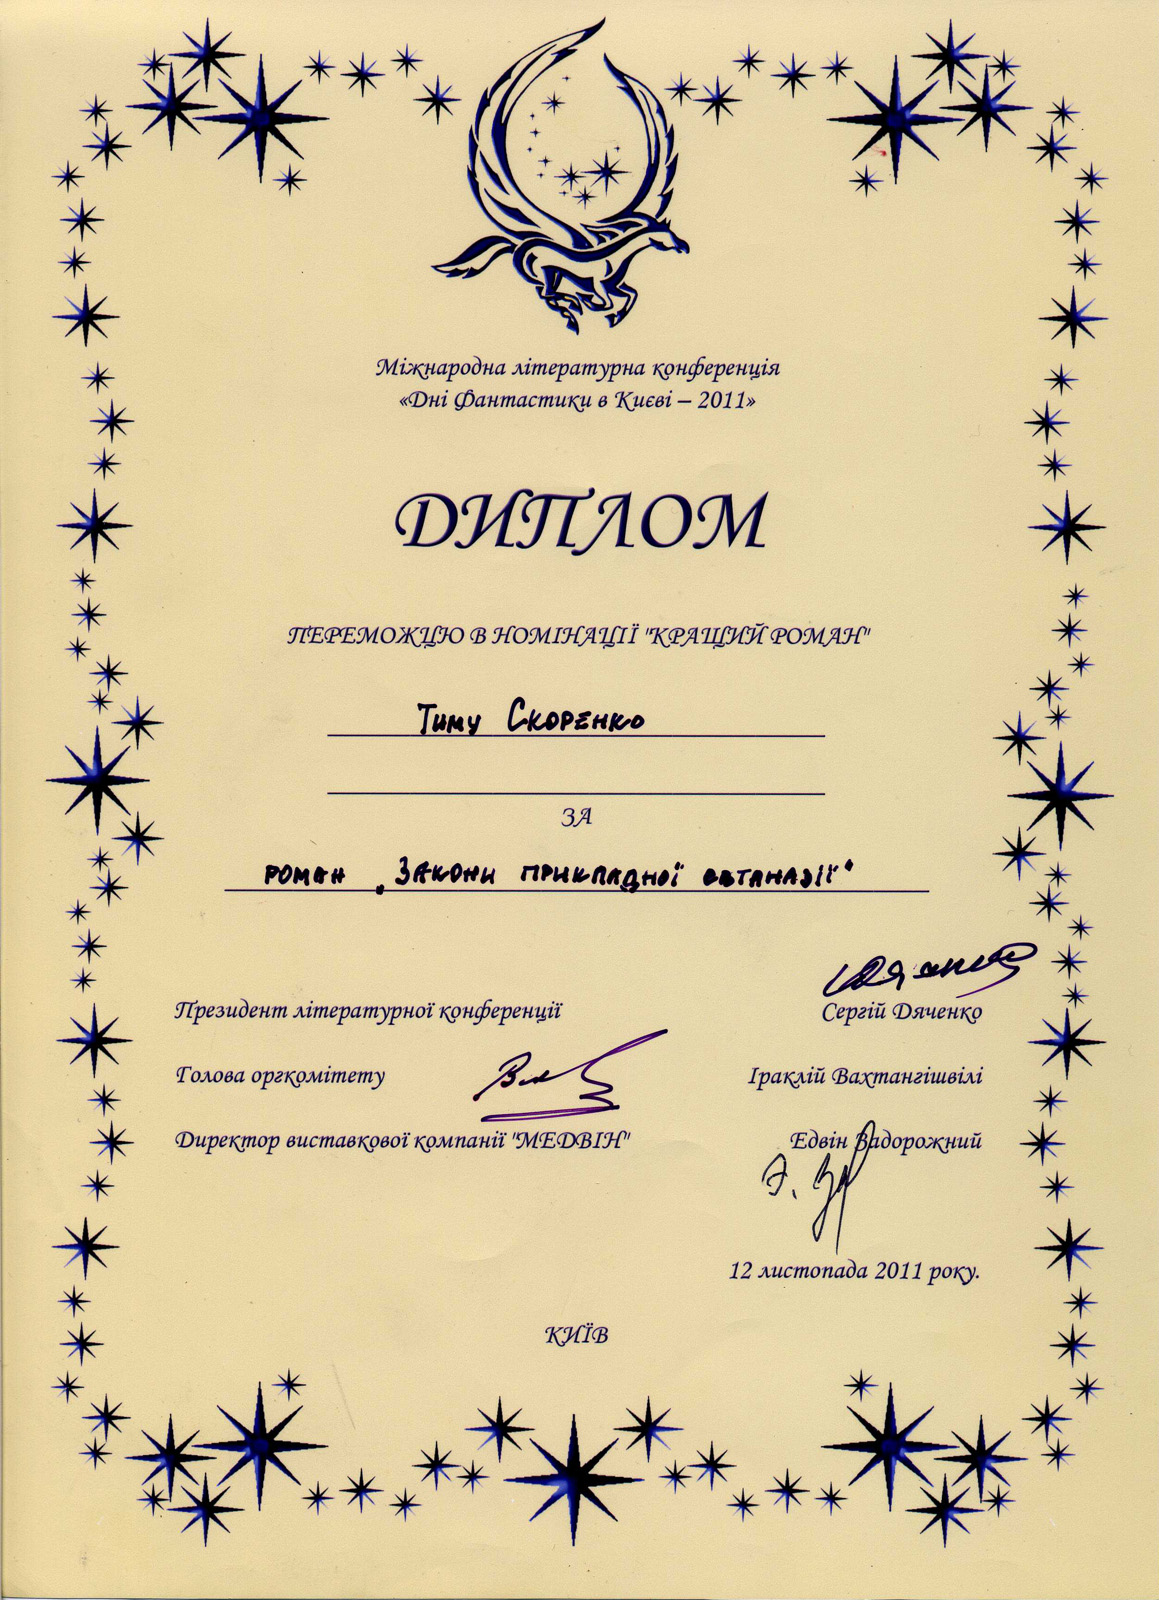 Міжнародна літературна конференція
«Дні Фантастики в Києві – 2011»
ДИПЛОМ
ПЕРЕМОЖЦЮ В НОМІНАЦІЇ "КРАЩИЙ РОМАН"
Тиму Скоренко
ЗА
роман „Закони прикладної евтаназії“
Президент літературної конференції
Сергій Дяченко
Голова оргкомітету
Іраклій Вахтангішвілі
Директор виставкової компанії "МЕДВІН"
Едвін Задорожний
12 листопада 2011 року.
КИЇВ